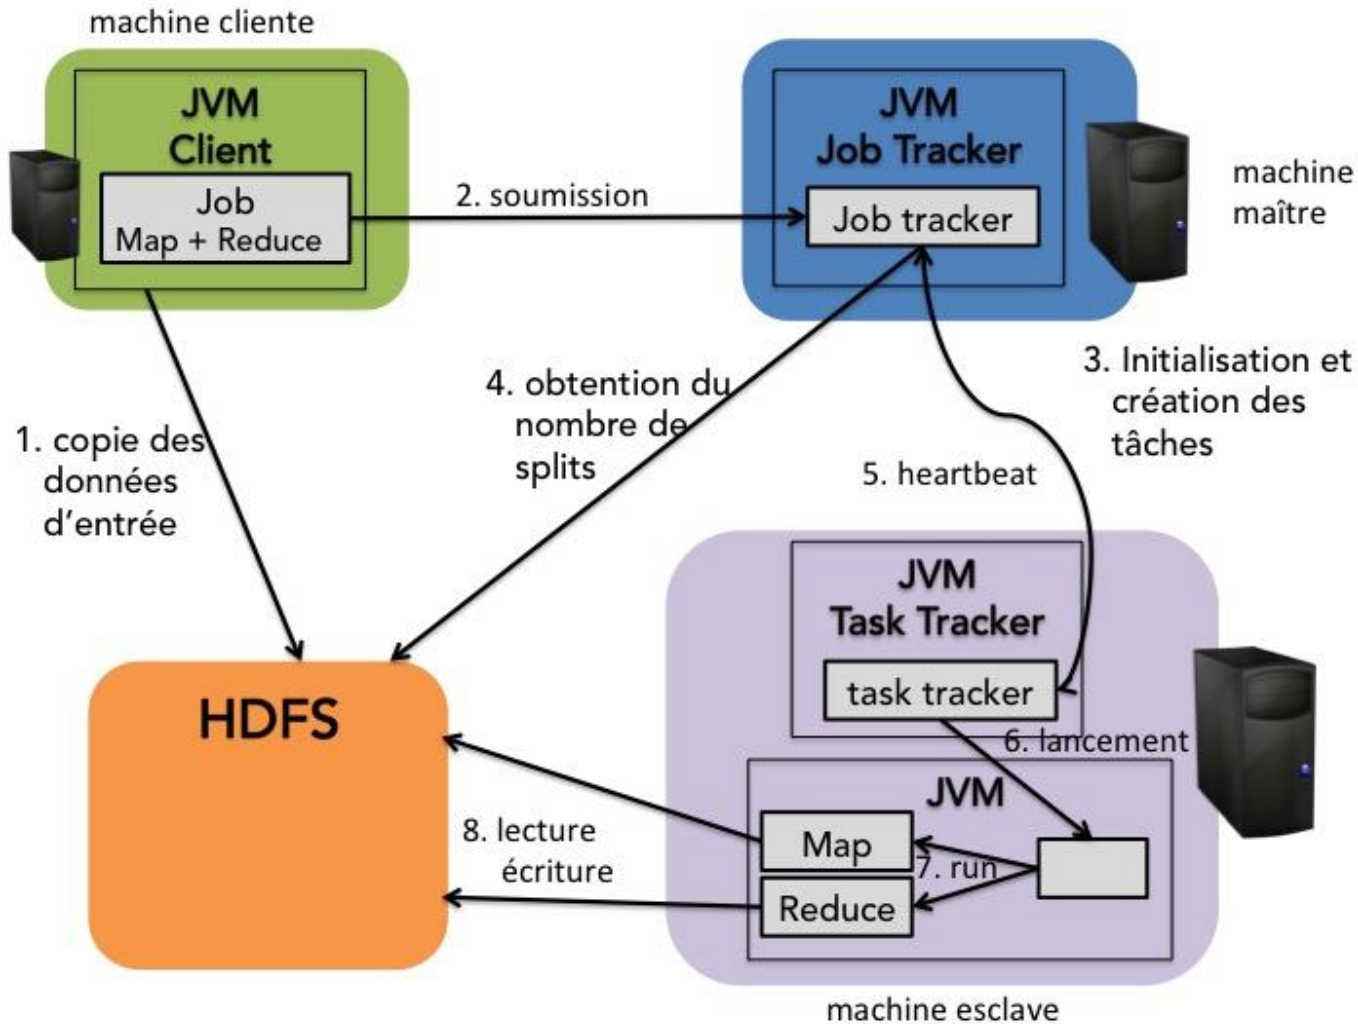 machine cliente
JVM
Client
Job
Map + Reduce
2. soumission
JVM
Job Tracker
Job tracker
machine
maître
1. copie des
données
d'entrée
4. obtention du
nombre de
splits
3. Initialisation et
création des
tâches
5. heartbeat
HDFS
JVM
Task Tracker
task tracker
6. lancement
JVM
Map
7. run
Reduce
8. lecture
écriture
machine esclave